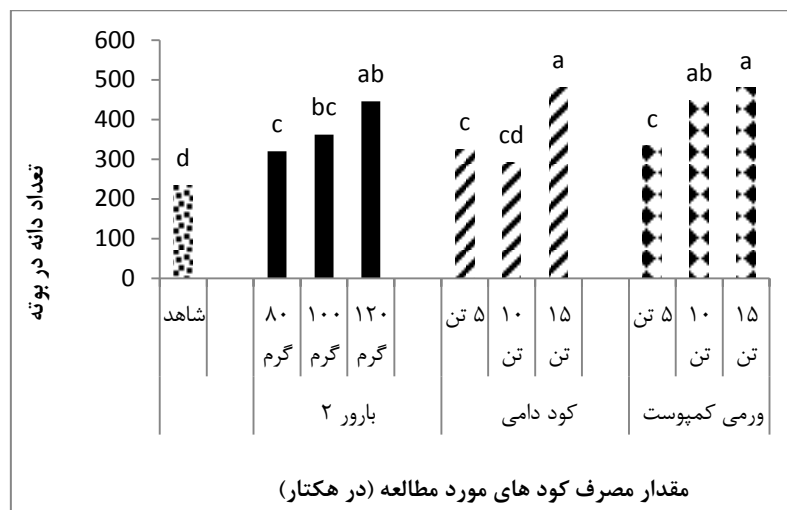 600
500
400
300
200
100
0
تعداد دانه در بوته
d
c
bc
ab
c
cd
a
c
ab
a
شاهد
۸۰ گرم
۱۰۰ گرم
۱۲۰ گرم
۵ تن
۱۰ تن
۱۵ تن
۵ تن
۱۰ تن
۱۵ تن
بارور ۲
کود دامی
ورمی کمپوست
مقدار مصرف کود های مورد مطالعه (در هکتار)